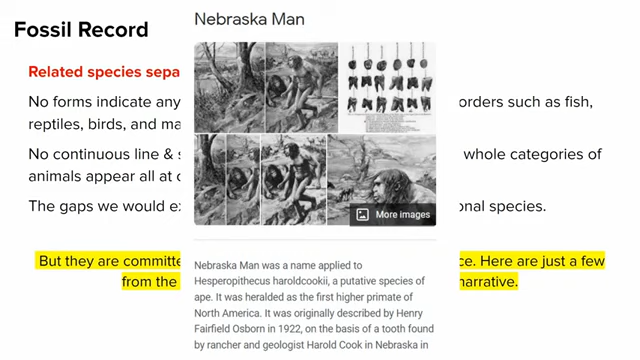 Nebraska Man
Fossil Record
Related species sepa
No forms indicate any orders such as fish,
reptiles, birds, and ma
No continuous line & s whole categories of
animals appear all at o
The gaps we would ex onal species.
More images
But they are committe ce. Here are just a few
from the narrative.
Nebraska Man was a name applied to
Hesperopithecus haroldcookii, a putative species of
ape. It was heralded as the first higher primate of
North America. It was originally described by Henry
Fairfield Osborn in 1922, on the basis of a tooth found
by rancher and geologist Harold Cook in Nebraska in